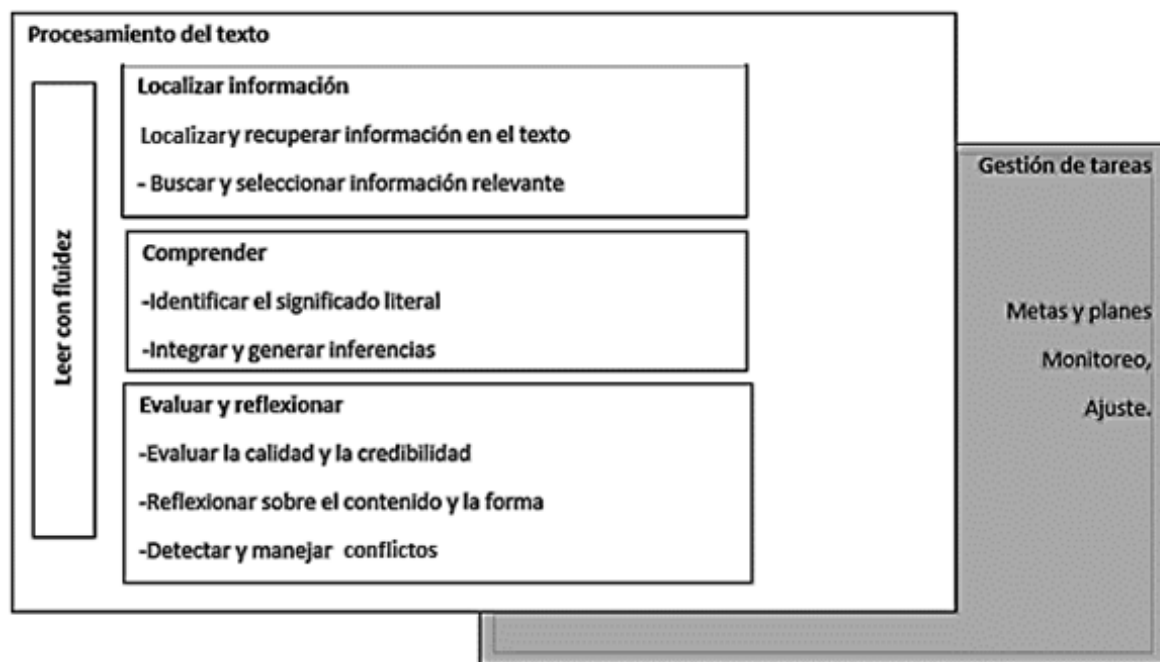 Procesamiento del texto
Leer con fluidez
Localizar información
Localizar y recuperar información en el texto
- Buscar y seleccionar información relevante
Comprender
-Identificar el significado literal
-Integrar y generar inferencias
Evaluar y reflexionar
-Evaluar la calidad y la credibilidad
-Reflexionar sobre el contenido y la forma
-Detectar y manejar conflictos
Gestión de tareas
Metas y planes
Monitoreo,
Ajuste.